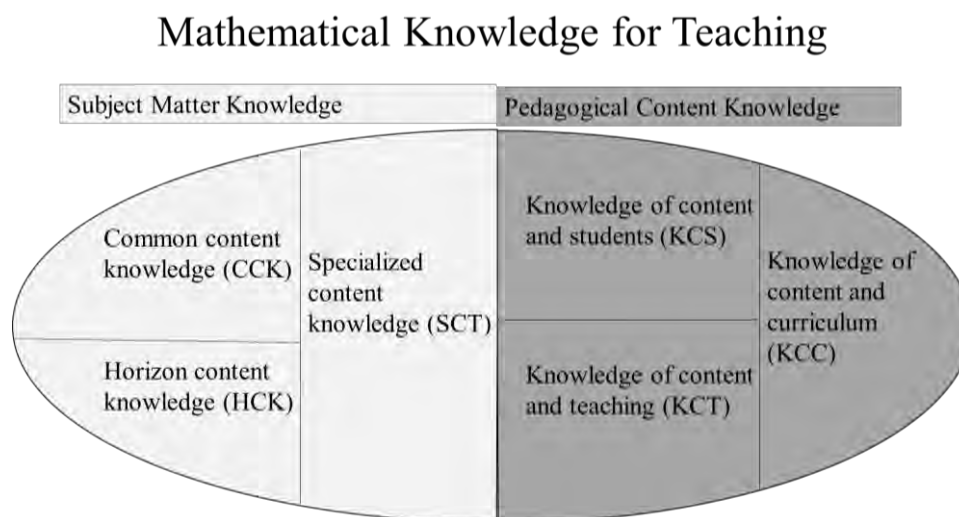 Mathematical Knowledge for Teaching
Subject Matter Knowledge
Pedagogical Content Knowledge
Common content
knowledge (CCK)
Horizon content
knowledge (HCK)
Specialized
content
knowledge (SCT)
Knowledge of content
and students (KCS)
Knowledge of content
and teaching (KCT)
Knowledge of
content and
curriculum
(KCC)